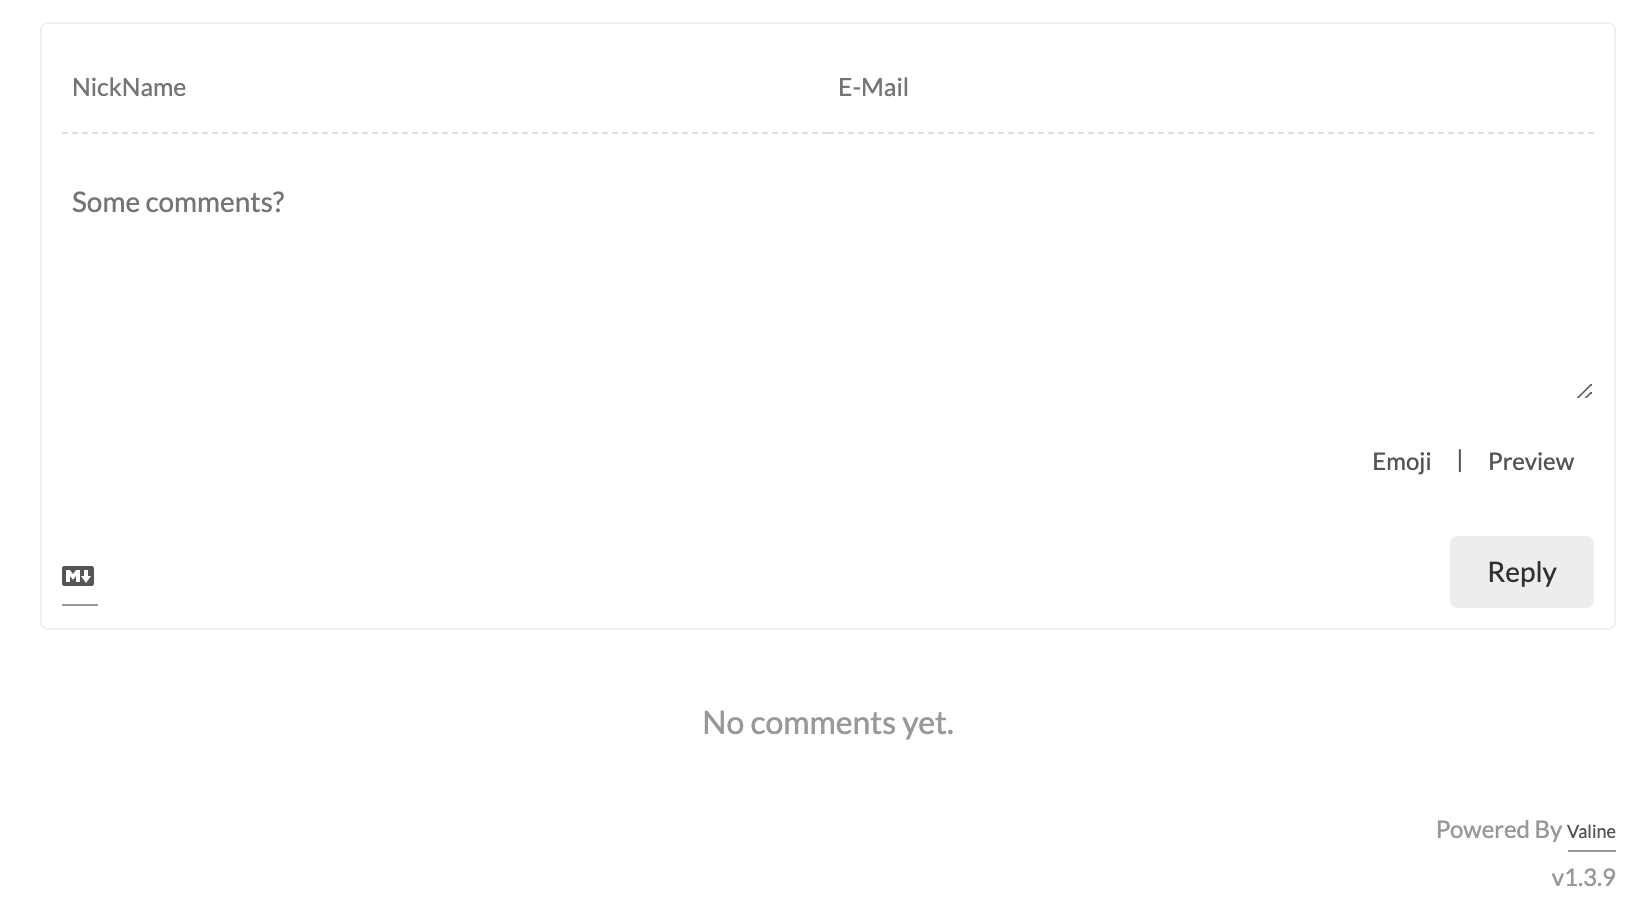 NickName E-Mail
Some comments?
Emoji | Preview
M
Reply
No comments yet.
Powered By Valine
v1.3.9